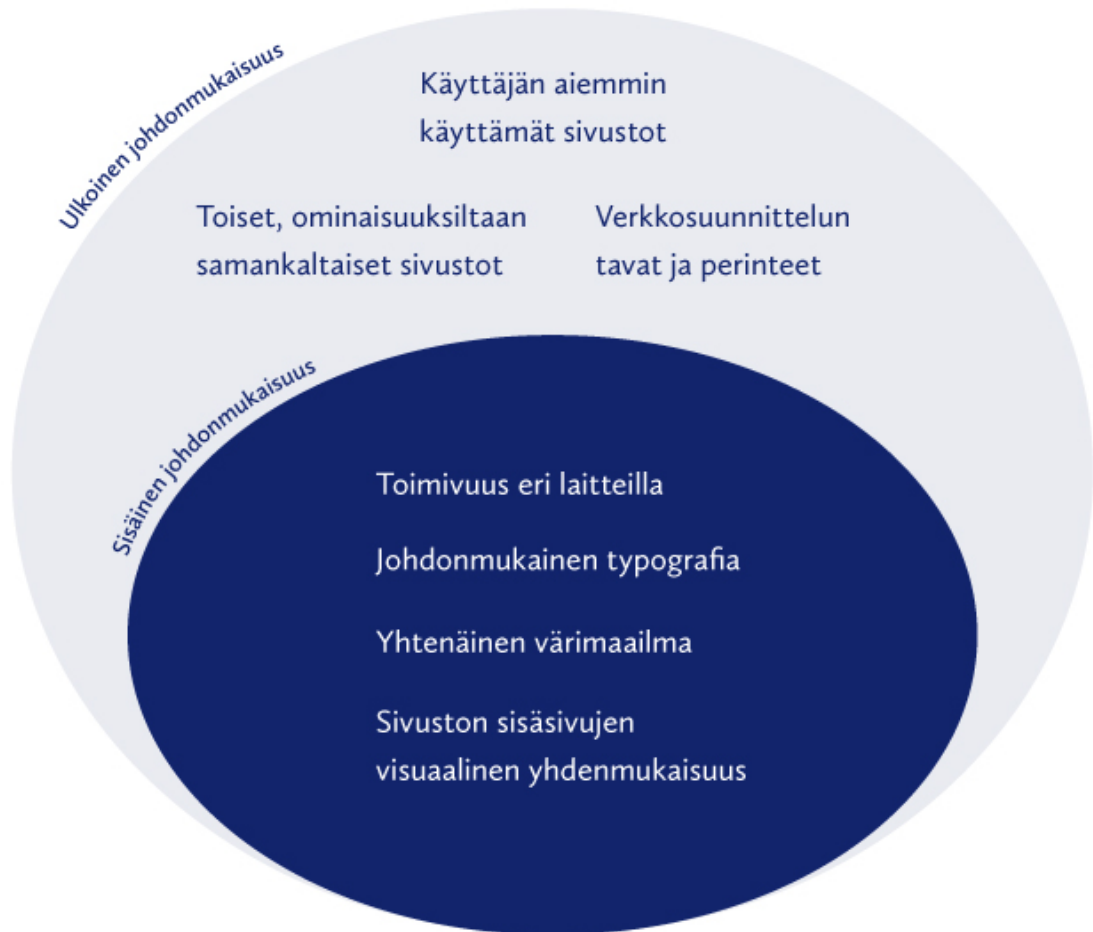 Ulkoinen johdonmukaisuus
Käyttäjän aiemmin
käyttämät sivustot
Toiset, ominaisuuksiltaan
samankaltaiset sivustot
Verkkosuunnittelun
tavat ja perinteet
Sisäinen johdonmukaisuus
Toimivuus eri laitteilla
Johdonmukainen typografia
Yhtenäinen värimaailma
Sivuston sisäsivujen
visuaalinen yhdenmukaisuus